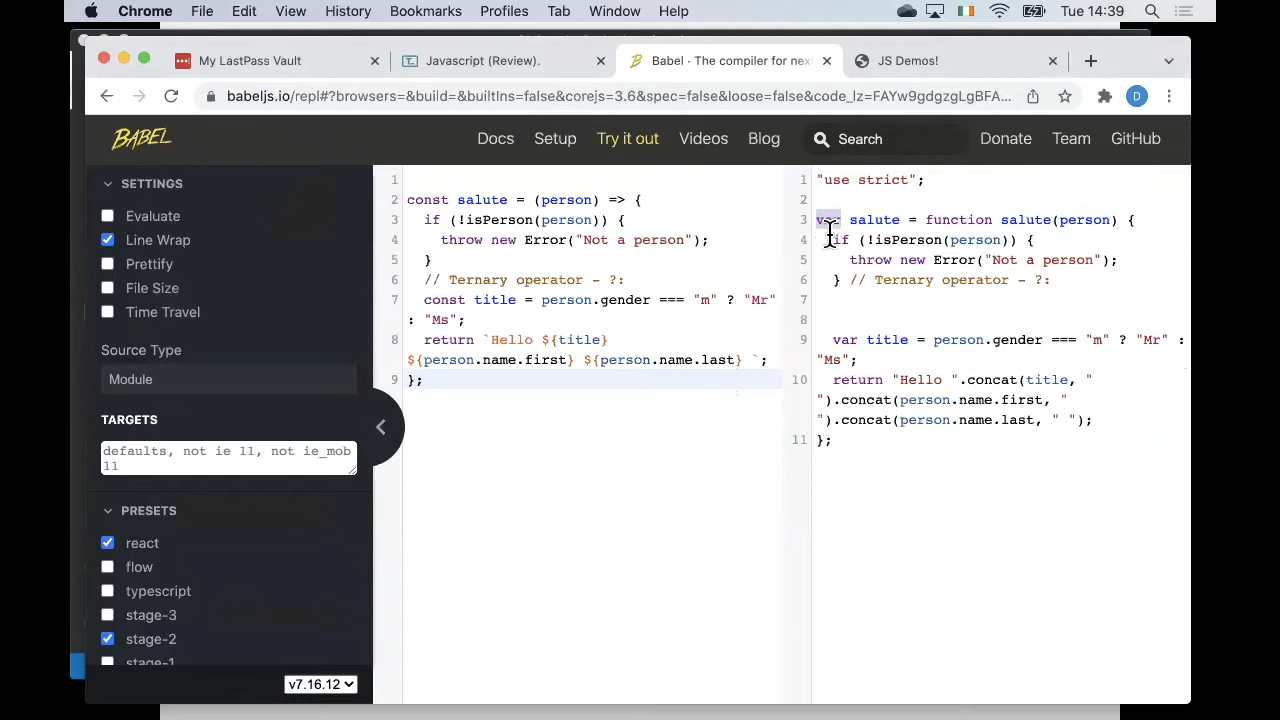 Chrome File Edit View History Bookmarks Profiles Tab Window Help Tue 14:39
My LastPass Vault Javascript (Review). Babel · The compiler for nex JS Demos!
babeljs.io/repl#?browsers=&build=&builtIns=false&corejs=3.6&spec=false&loose=false&code_lz=FAYw9gdgzgLgBFA... D
BABEL Docs Setup Try it out Videos Blog Search Donate Team GitHub
SETTINGS
Evaluate
Line Wrap
Prettify
File Size
Time Travel
Source Type
Module
TARGETS
defaults, not ie 11, not ie_mob
11
PRESETS
react
flow
typescript
stage-3
stage-2
stage-1
v7.16.12
1
2 const salute = (person) => {
3 if (!isPerson(person)) {
4 throw new Error("Not a person");
5 }
6 // Ternary operator - ?:
7 const title = person.gender === "m" ? "Mr"
: "Ms";
8 return `Hello ${title}
${person.name.first} ${person.name.last} `;
9 };
1 "use strict";
2
3 var salute = function salute(person) {
4 if (!isPerson(person)) {
5 throw new Error("Not a person");
6 } // Ternary operator - ?:
7
8
9 var title = person.gender === "m" ? "Mr" :
"Ms";
10 return "Hello ".concat(title, "
").concat(person.name.first, "
").concat(person.name.last, " ");
11 };